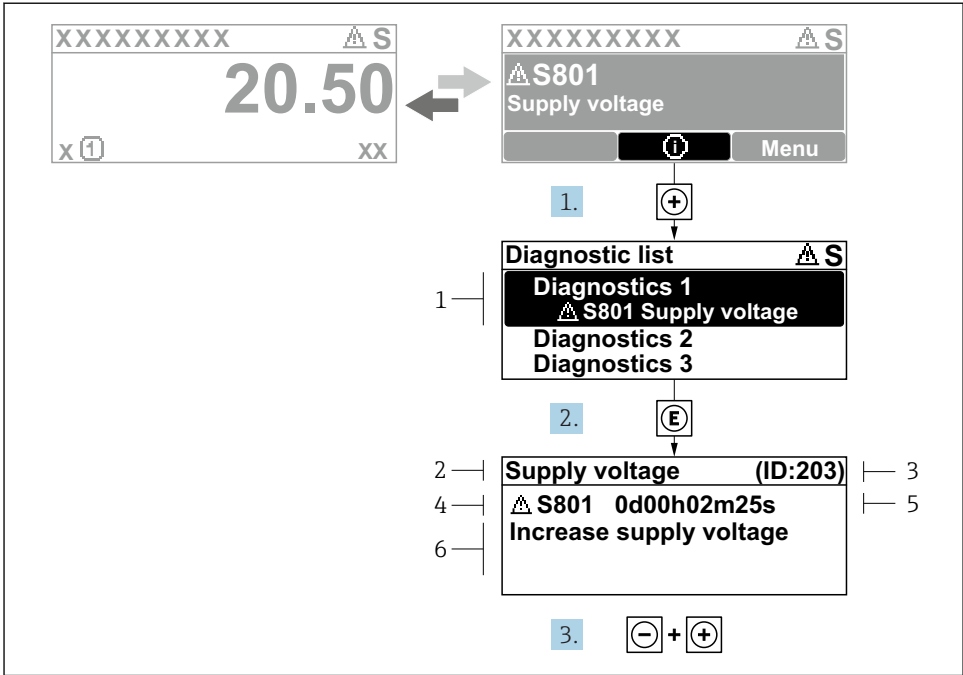 XXXXXXXXX ⚠ S
20.50
x 1 XX
XXXXXXXXX ⚠ S
⚠ S801
Supply voltage
i Menu
1. +
Diagnostic list ⚠ S
1 Diagnostics 1
⚠ S801 Supply voltage
Diagnostics 2
Diagnostics 3
2. E
2 Supply voltage (ID:203) 3
4 ⚠ S801 0d00h02m25s 5
6 Increase supply voltage
3. - + +